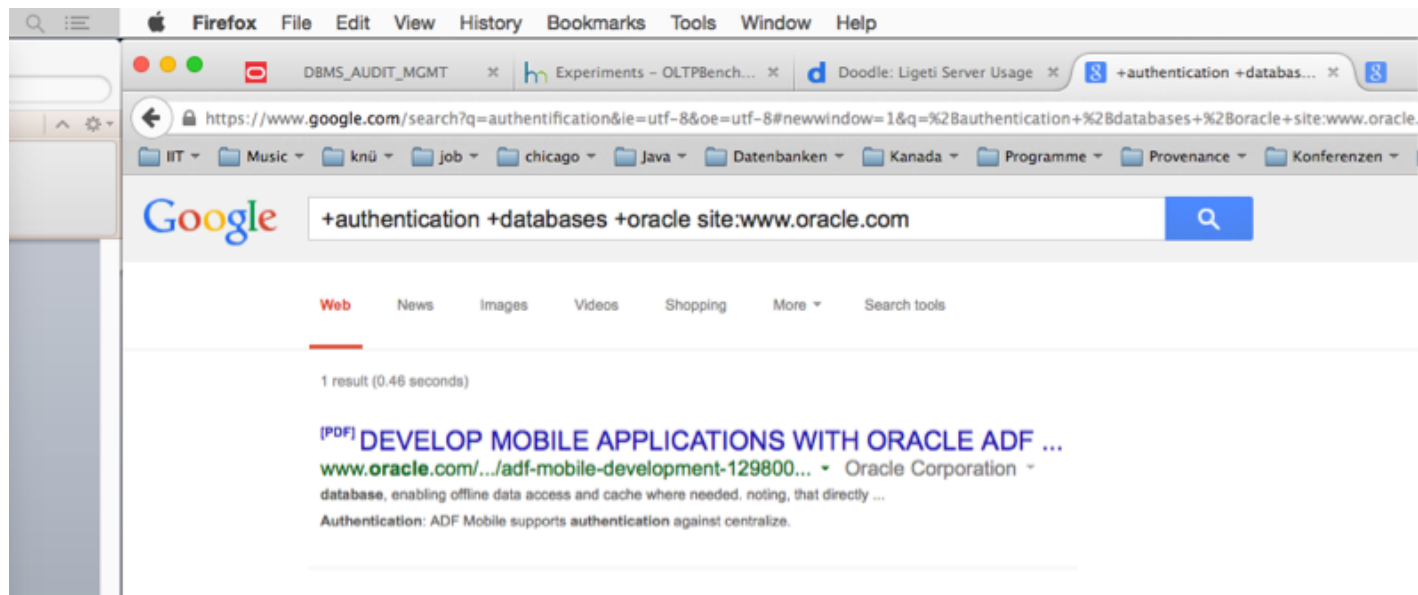 Firefox File Edit View History Bookmarks Tools Window Help
DBMS_AUDIT_MGMT Experiments – OLTPBench... Doodle: Ligeti Server Usage +authentication +databas...
https://www.google.com/search?q=authentification&ie=utf-8&oe=utf-8#newwindow=1&q=%2Bauthentication+%2Bdatabases+%2Boracle+site:www.oracle.
IIT Music knü job chicago Java Datenbanken Kanada Programme Provenance Konferenzen
Google +authentication +databases +oracle site:www.oracle.com
Web News Images Videos Shopping More Search tools
1 result (0.46 seconds)
[PDF] DEVELOP MOBILE APPLICATIONS WITH ORACLE ADF ...
www.oracle.com/.../adf-mobile-development-129800... Oracle Corporation
database, enabling offline data access and cache where needed. noting, that directly ...
Authentication: ADF Mobile supports authentication against centralize.